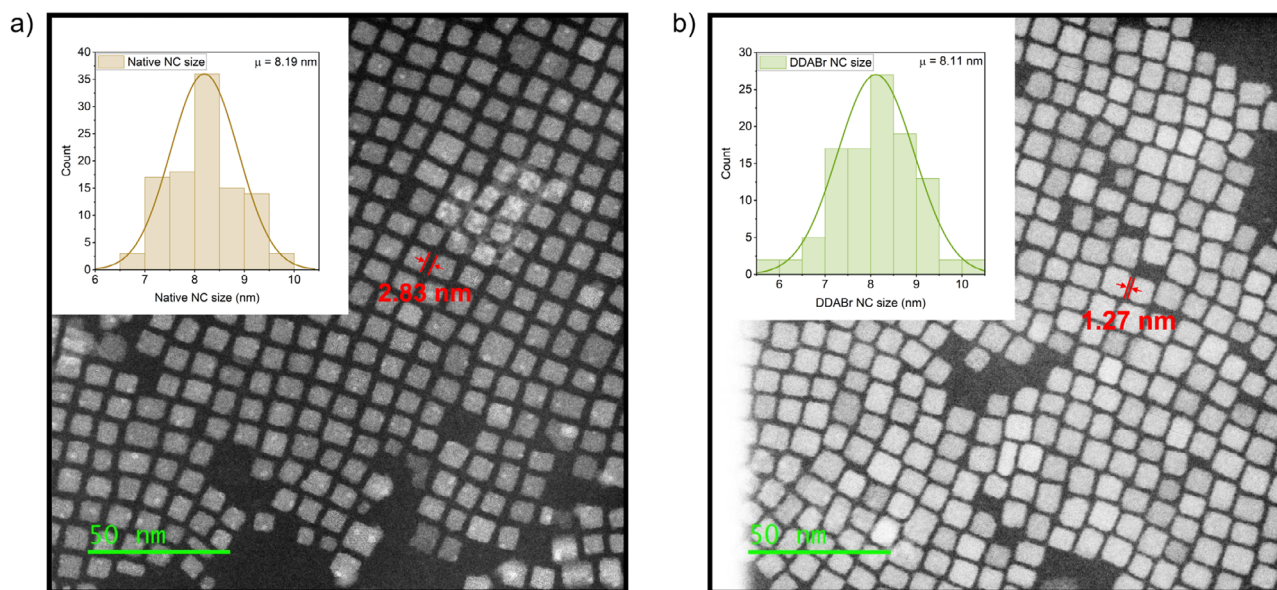 a)
Native NC size
μ = 8.19 nm
40
35
30
25
20
15
10
5
0
Count
6 7 8 9 10
Native NC size (nm)
2.83 nm
50 nm
b)
DDABr NC size
μ = 8.11 nm
30
25
20
15
10
5
0
Count
6 7 8 9 10
DDABr NC size (nm)
1.27 nm
50 nm